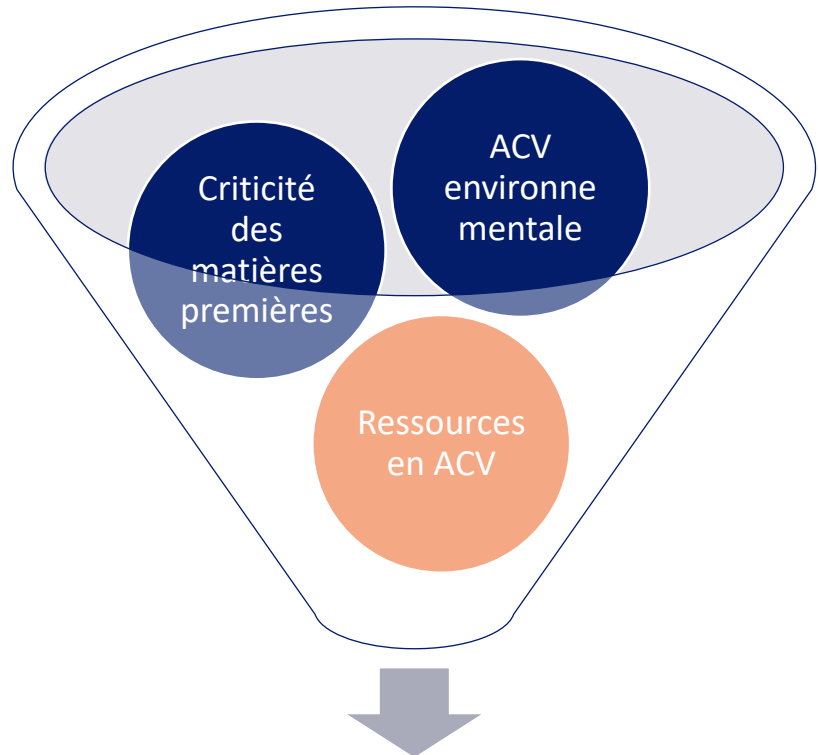 Criticité
des
matières
premières
ACV
environne
mentale
Ressources
en ACV